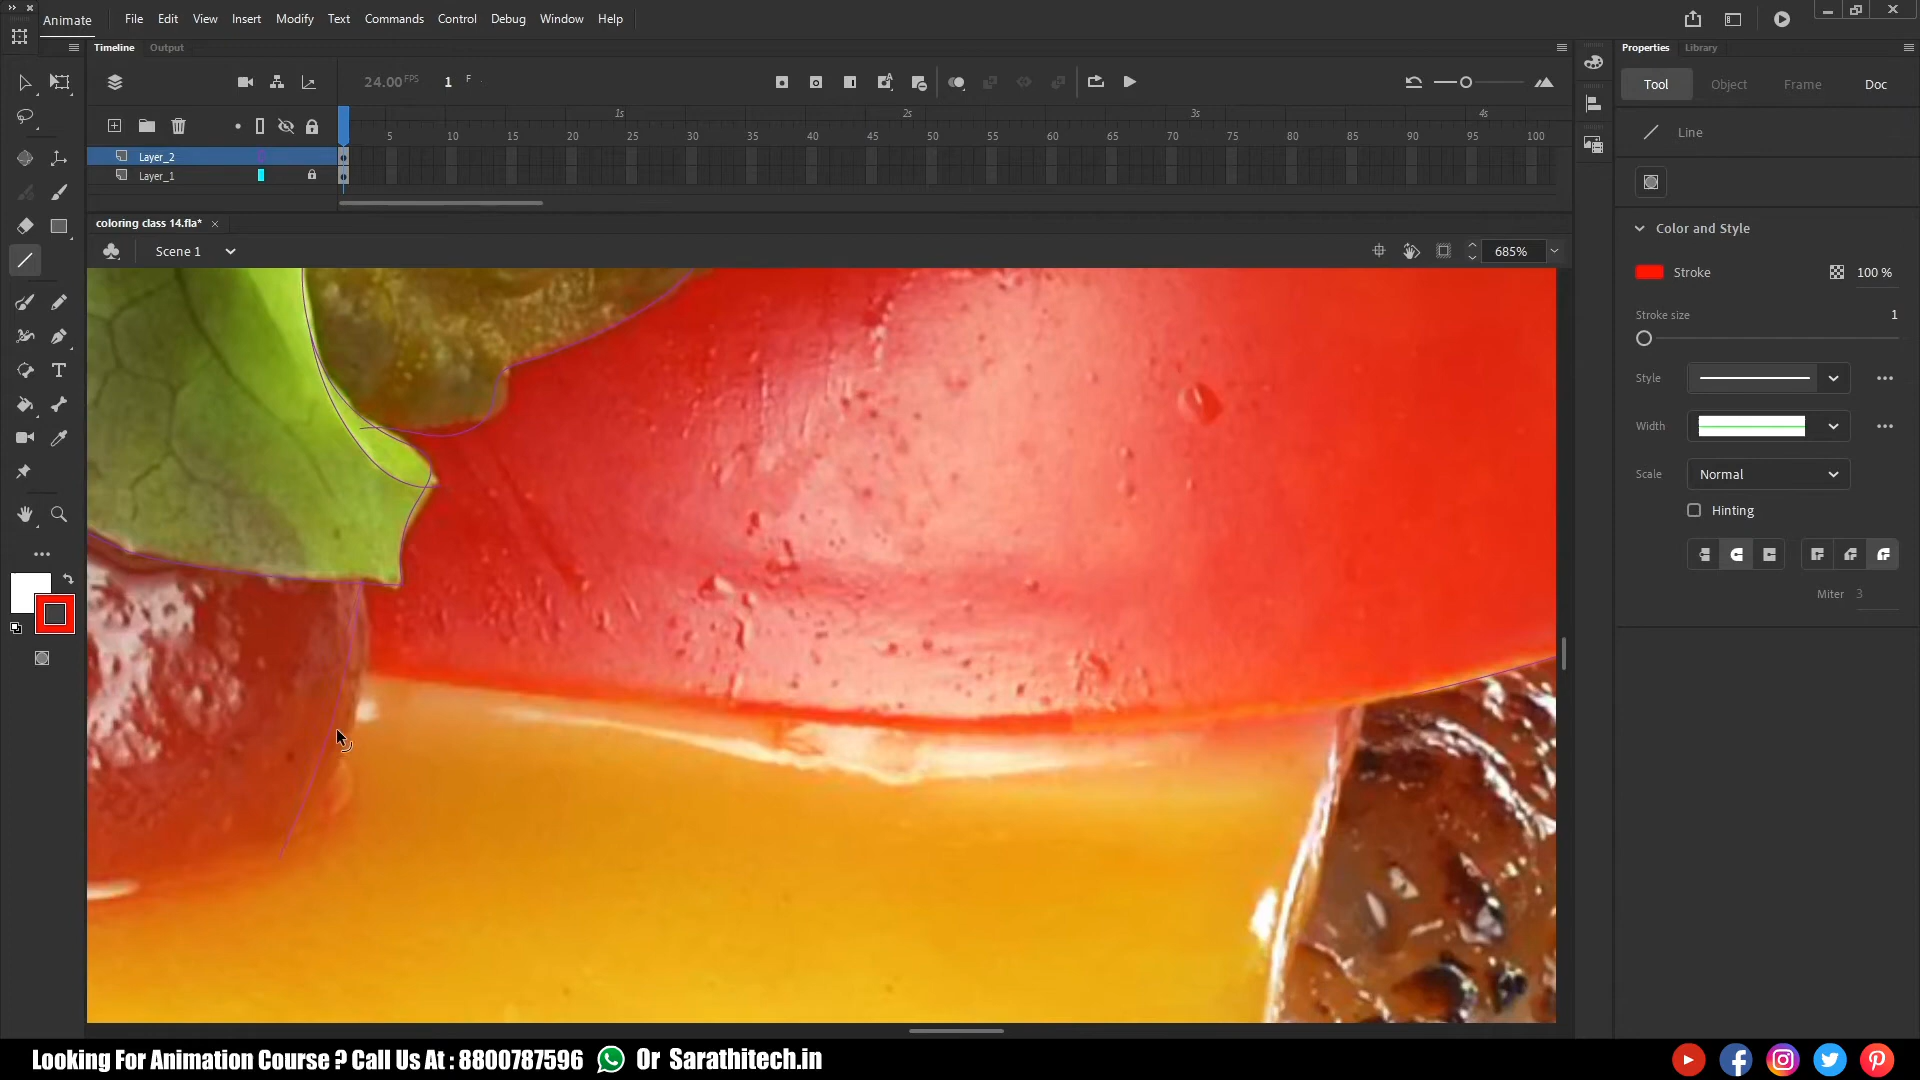 Animate
File Edit View Insert Modify Text Commands Control Debug Window Help
Timeline Output
Properties Library
24.00 FPS 1 F
Tool Object Frame Doc
1s 2s 3s 4s
5 10 15 20 25 30 35 40 45 50 55 60 65 70 75 80 85 90 95 100
Line
Layer_2
Layer_1
coloring class 14.fla*
Color and Style
Scene 1
685%
Stroke 100 %
Stroke size 1
Style
Width
Scale Normal
Hinting
Miter 3
Looking For Animation Course ? Call Us At : 8800787596 Or Sarathitech.in